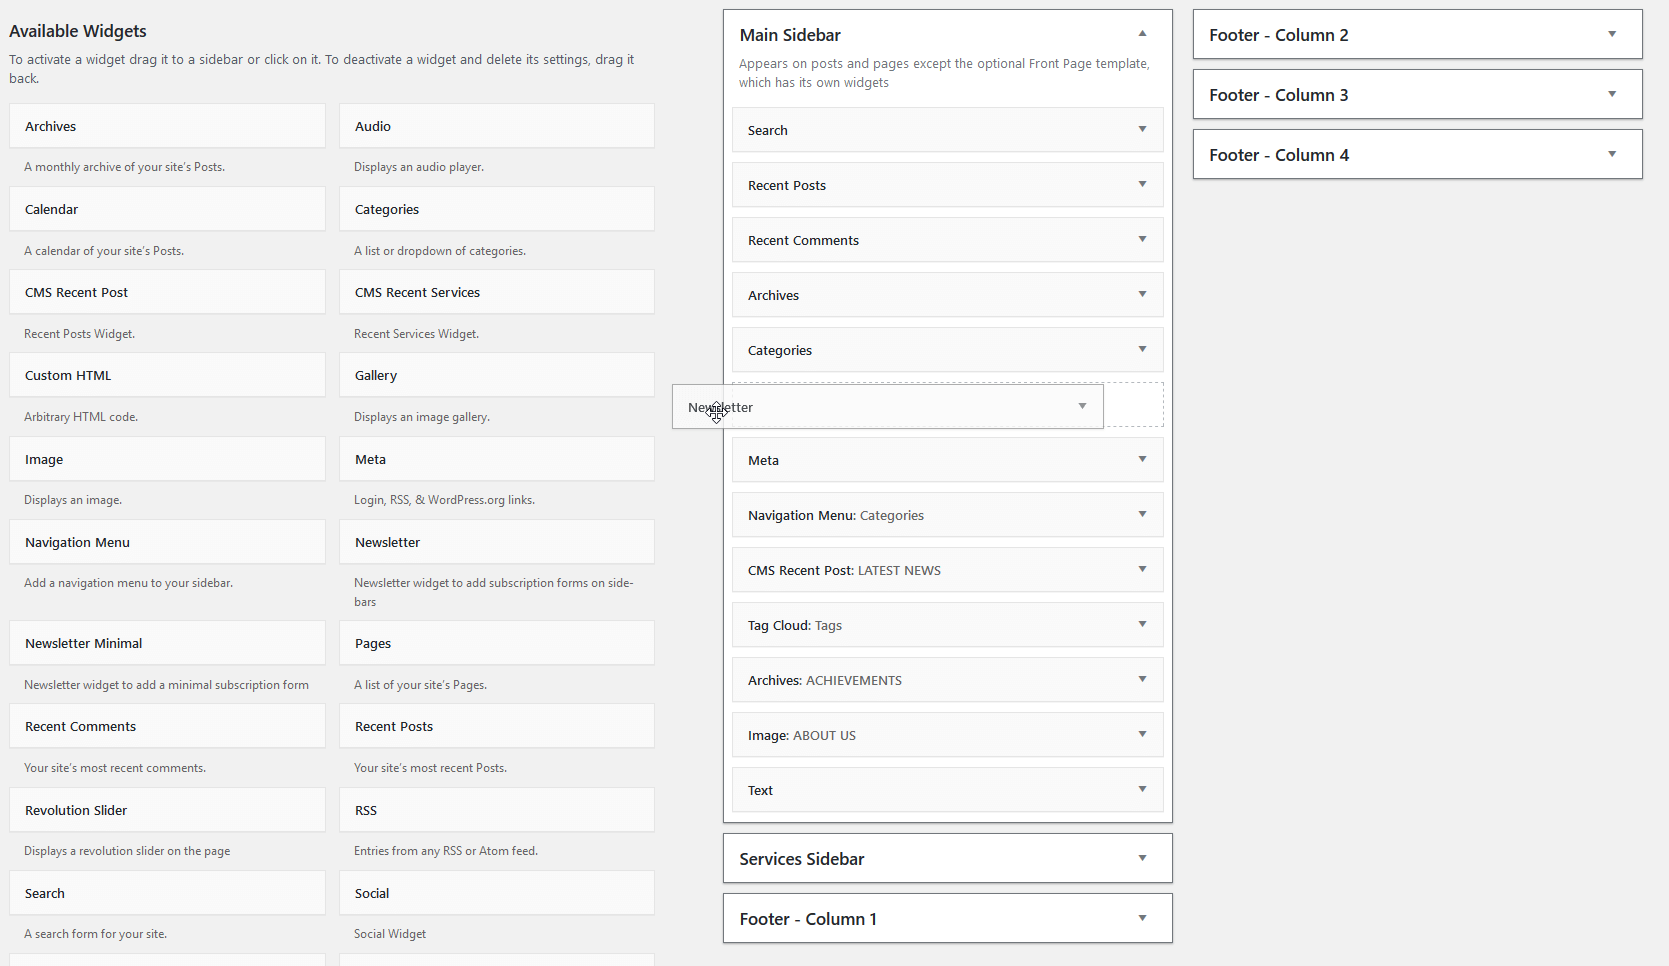 Available Widgets
To activate a widget drag it to a sidebar or click on it. To deactivate a widget and delete its settings, drag it
back.
Archives
Audio
A monthly archive of your site's Posts.
Displays an audio player.
Calendar
Categories
A calendar of your site's Posts.
A list or dropdown of categories.
CMS Recent Post
CMS Recent Services
Recent Posts Widget.
Recent Services Widget.
Custom HTML
Gallery
Arbitrary HTML code.
Displays an image gallery.
Image
Meta
Displays an image.
Login, RSS, & WordPress.org links.
Navigation Menu
Newsletter
Add a navigation menu to your sidebar.
Newsletter widget to add subscription forms on side-
bars
Newsletter Minimal
Pages
Newsletter widget to add a minimal subscription form
A list of your site's Pages.
Recent Comments
Recent Posts
Your site's most recent comments.
Your site's most recent Posts.
Revolution Slider
RSS
Displays a revolution slider on the page
Entries from any RSS or Atom feed.
Search
Social
A search form for your site.
Social Widget
Main Sidebar
Appears on posts and pages except the optional Front Page template,
which has its own widgets
Search
Recent Posts
Recent Comments
Archives
Categories
Newsletter
Meta
Navigation Menu: Categories
CMS Recent Post: LATEST NEWS
Tag Cloud: Tags
Archives: ACHIEVEMENTS
Image: ABOUT US
Text
Services Sidebar
Footer - Column 1
Footer - Column 2
Footer - Column 3
Footer - Column 4